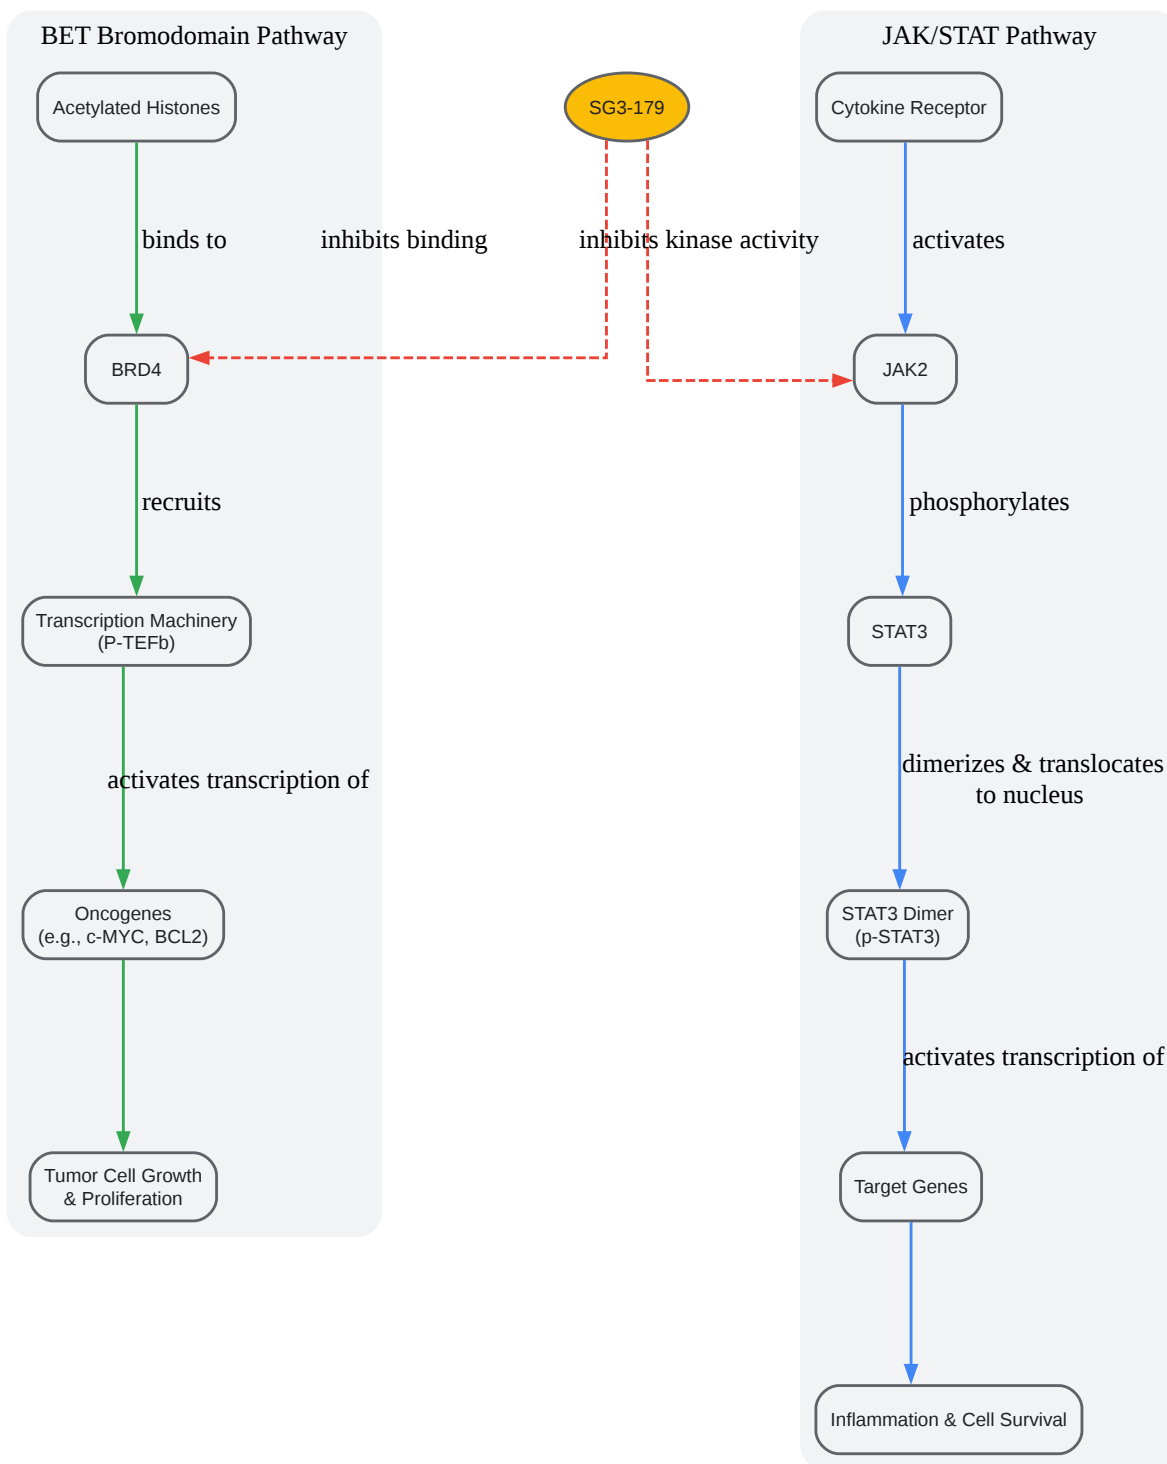 BET Bromodomain Pathway
JAK/STAT Pathway
Acetylated Histones
SG3-179
Cytokine Receptor
binds to
inhibits binding
inhibits kinase activity
activates
BRD4
JAK2
recruits
phosphorylates
Transcription Machinery
(P-TEFb)
STAT3
activates transcription of
dimerizes & translocates
to nucleus
Oncogenes
(e.g., c-MYC, BCL2)
STAT3 Dimer
(p-STAT3)
activates transcription of
Tumor Cell Growth
& Proliferation
Target Genes
Inflammation & Cell Survival